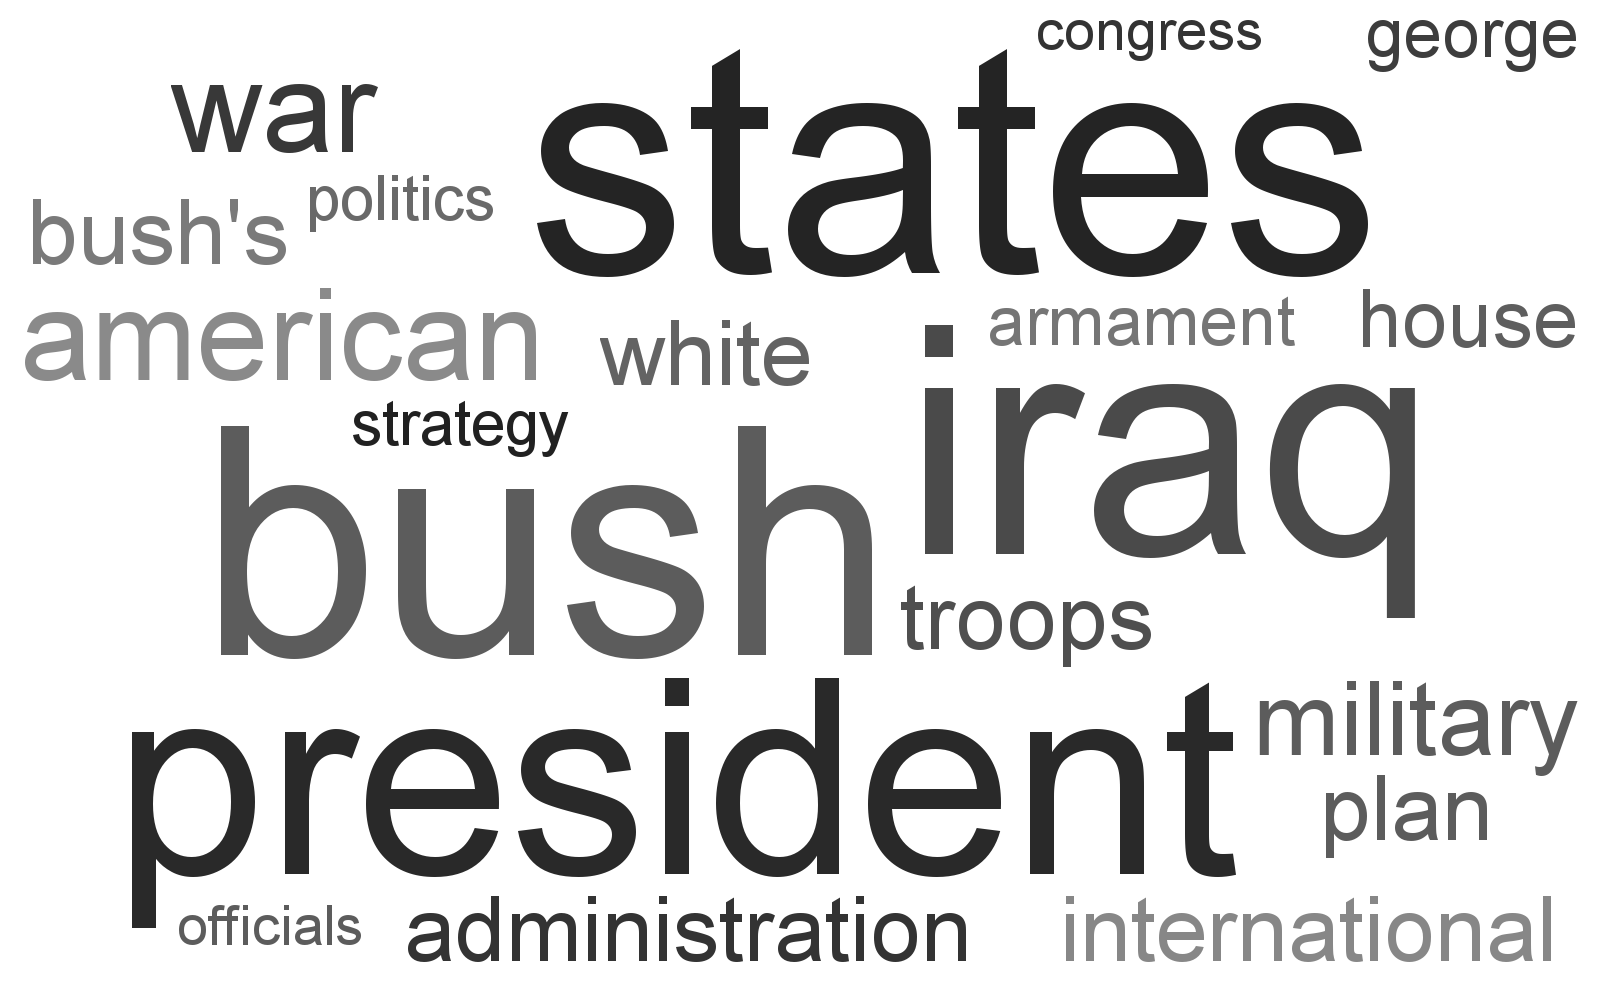 congress
george
states
war
politics
bush's
american
white
armament
house
iraq
strategy
bush
troops
president
military
plan
officials
administration
international